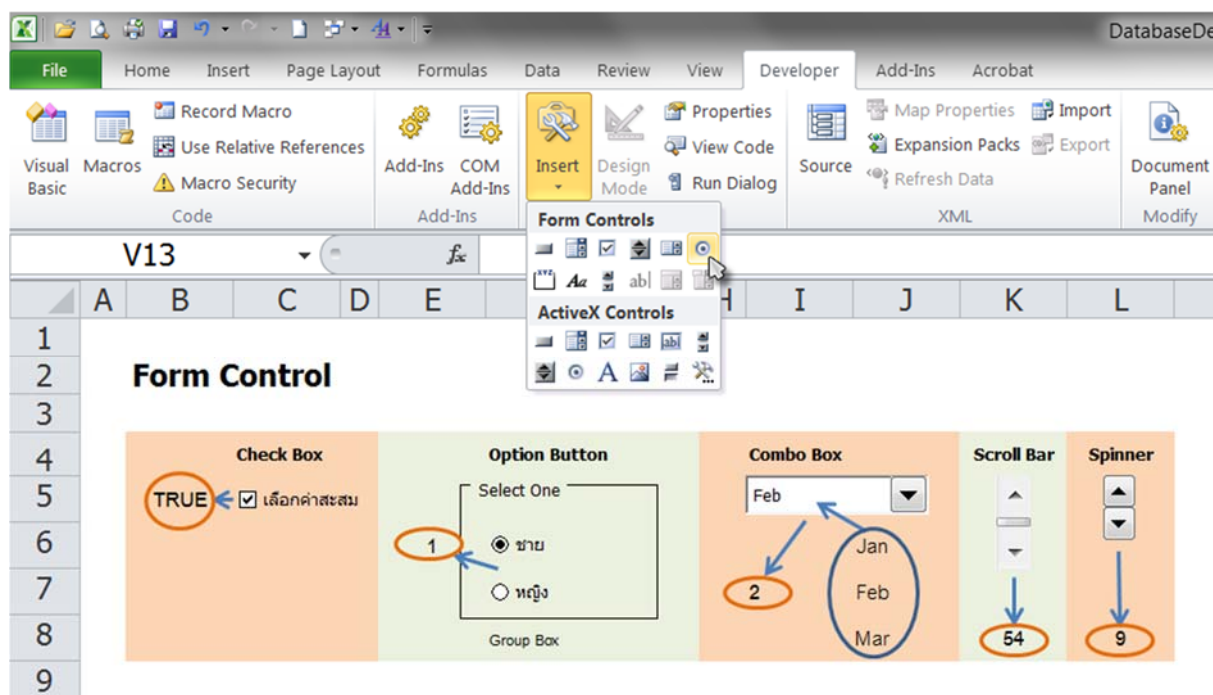 DatabaseDe
File Home Insert Page Layout Formulas Data Review View Developer Add-Ins Acrobat
Visual Basic
Macros
Record Macro
Use Relative References
Macro Security
Code
Add-Ins
COM Add-Ins
Add-Ins
Insert
Design Mode
Properties
View Code
Run Dialog
Source
Map Properties
Expansion Packs
Refresh Data
Import
Export
XML
Document Panel
Modify
Form Controls
XYZ Aa ab|
ActiveX Controls
abl
A
V13 fx
A B C D E H I J K L
1
2 Form Control
3
4 Check Box Option Button Combo Box Scroll Bar Spinner
5 TRUE เลือกค่าสะสม Select One Feb
6 1 ชาย Jan
7 หญิง 2 Feb
8 Group Box Mar 54 9
9